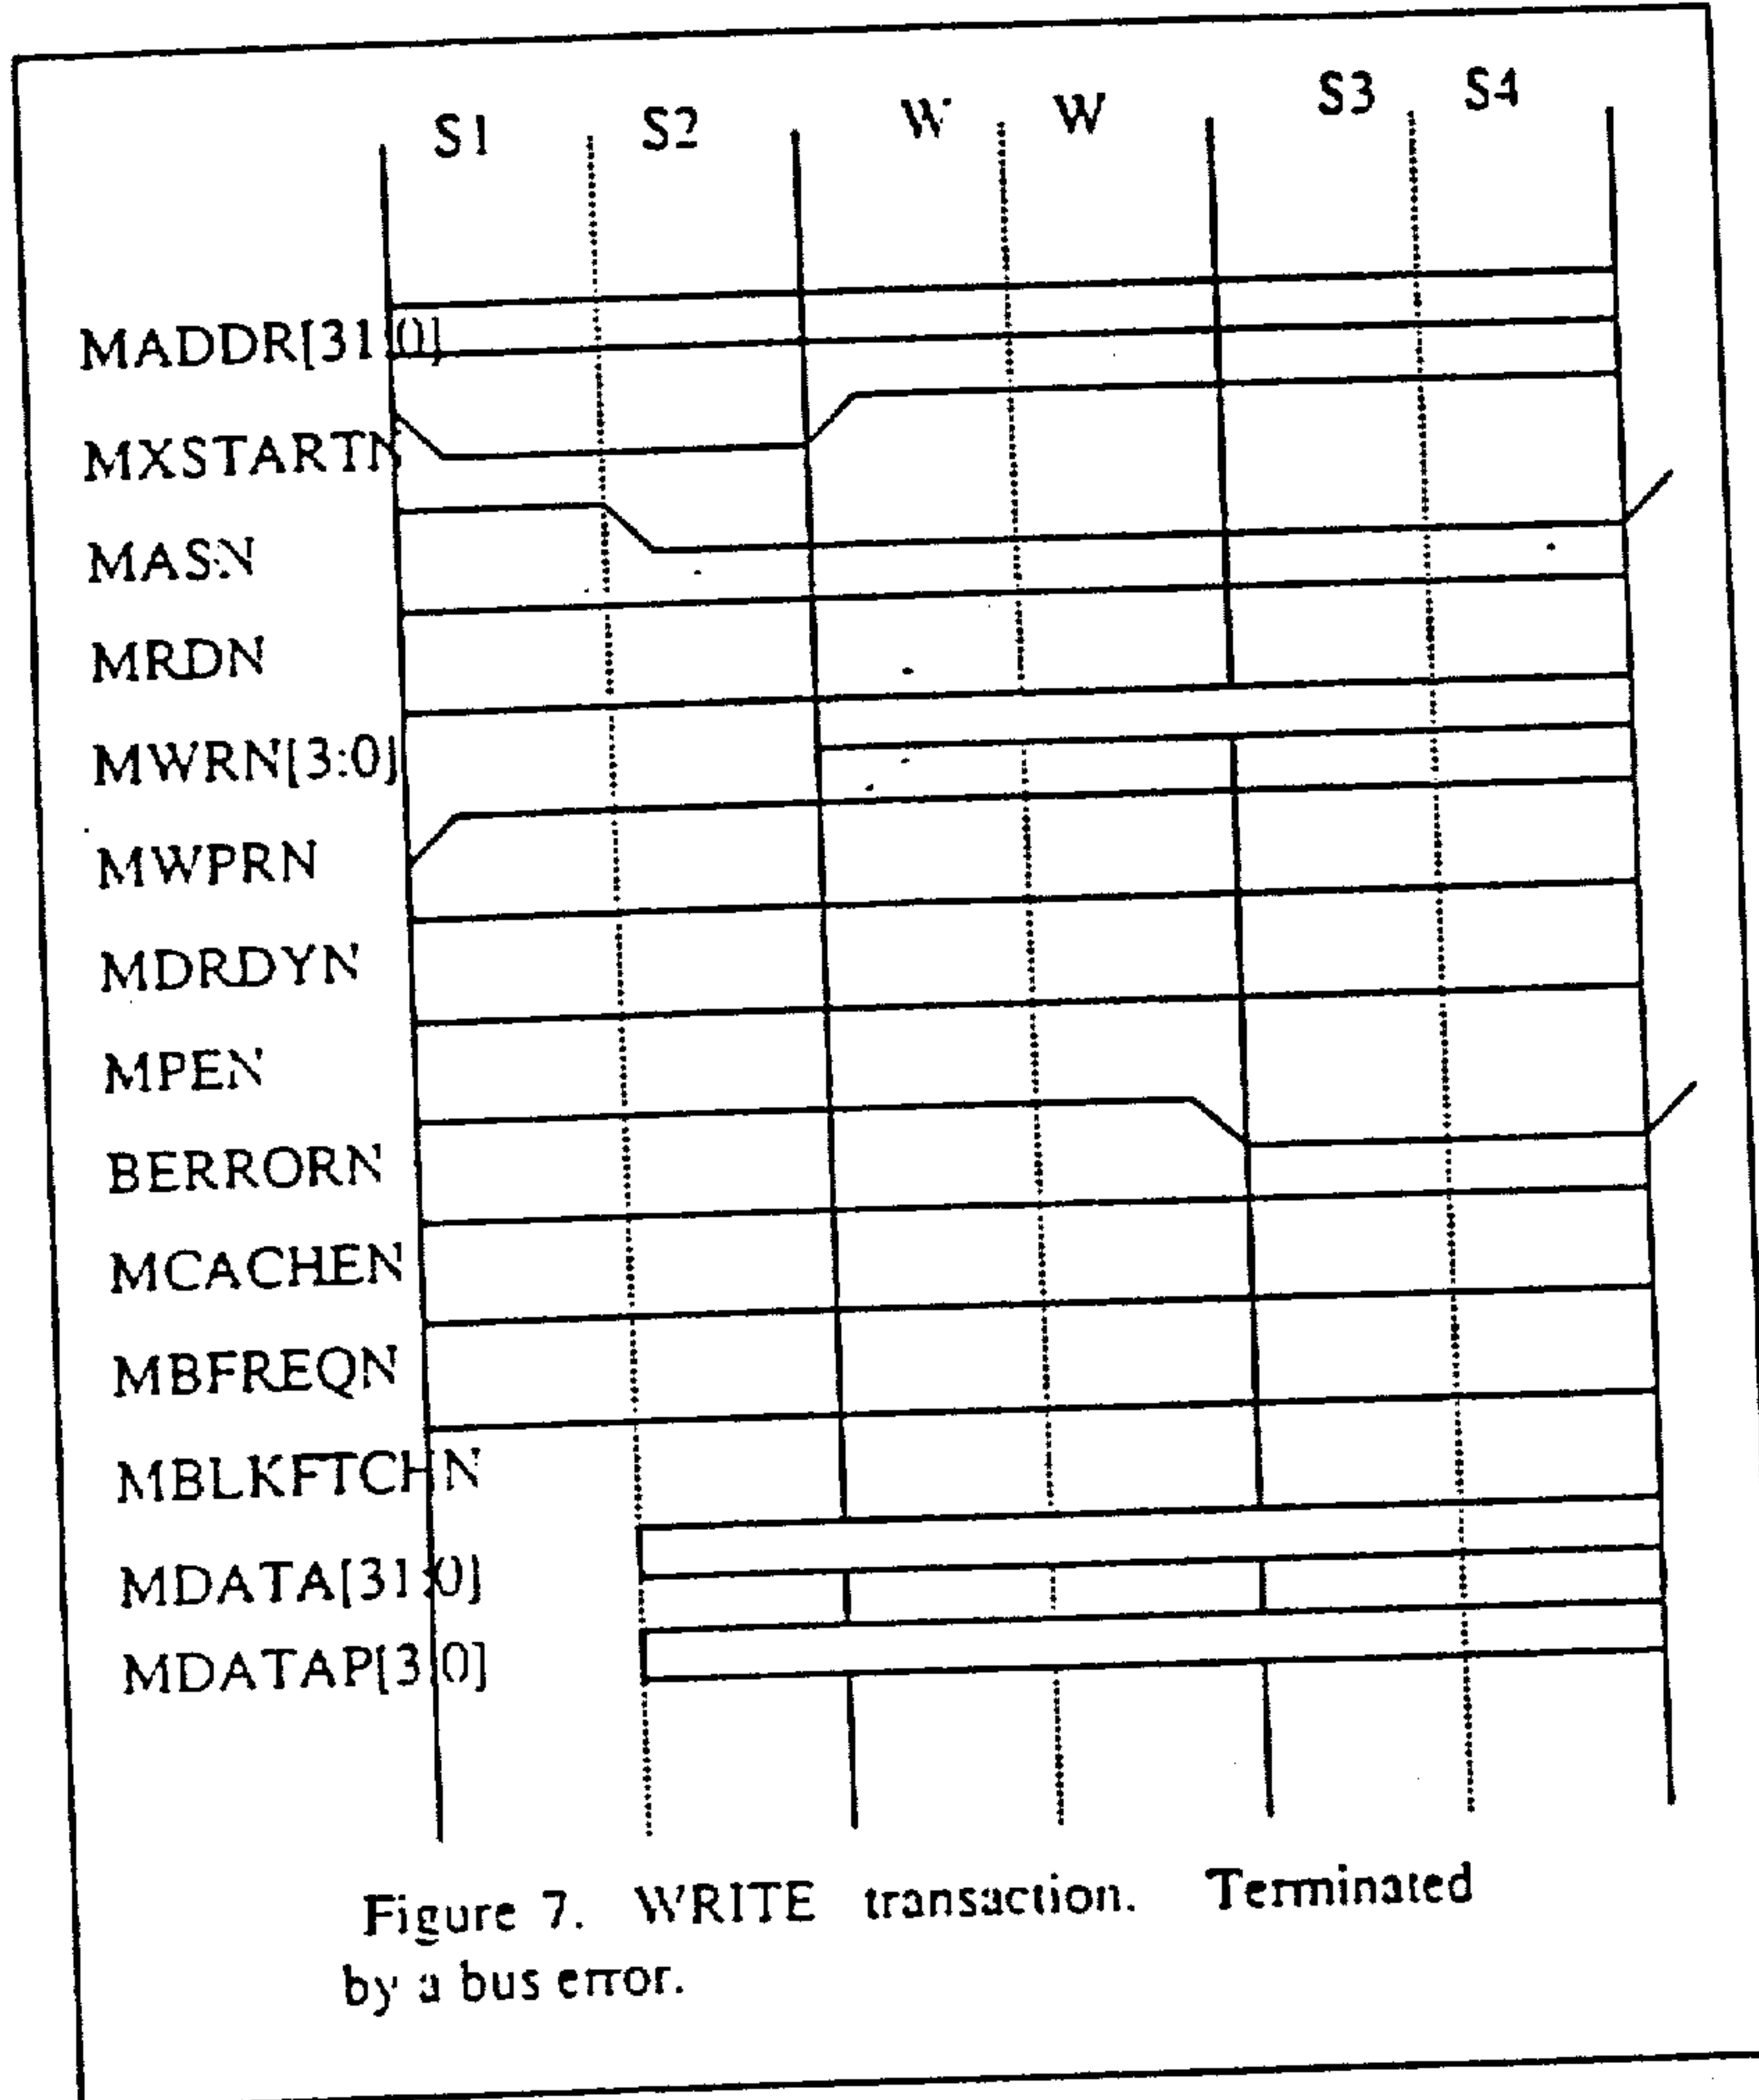 S1 S2 W W S3 S4
MADDR[31:0]
MXSTARTN
MASN
MRDN
MWRN[3:0]
MWPRN
MDRDYN
MPEN
BERRORN
MCACHEN
MBFREQN
MBLKFTCHN
MDATA[31:0]
MDATAP[3:0]
Figure 7. WRITE transaction. Terminated
by a bus error.